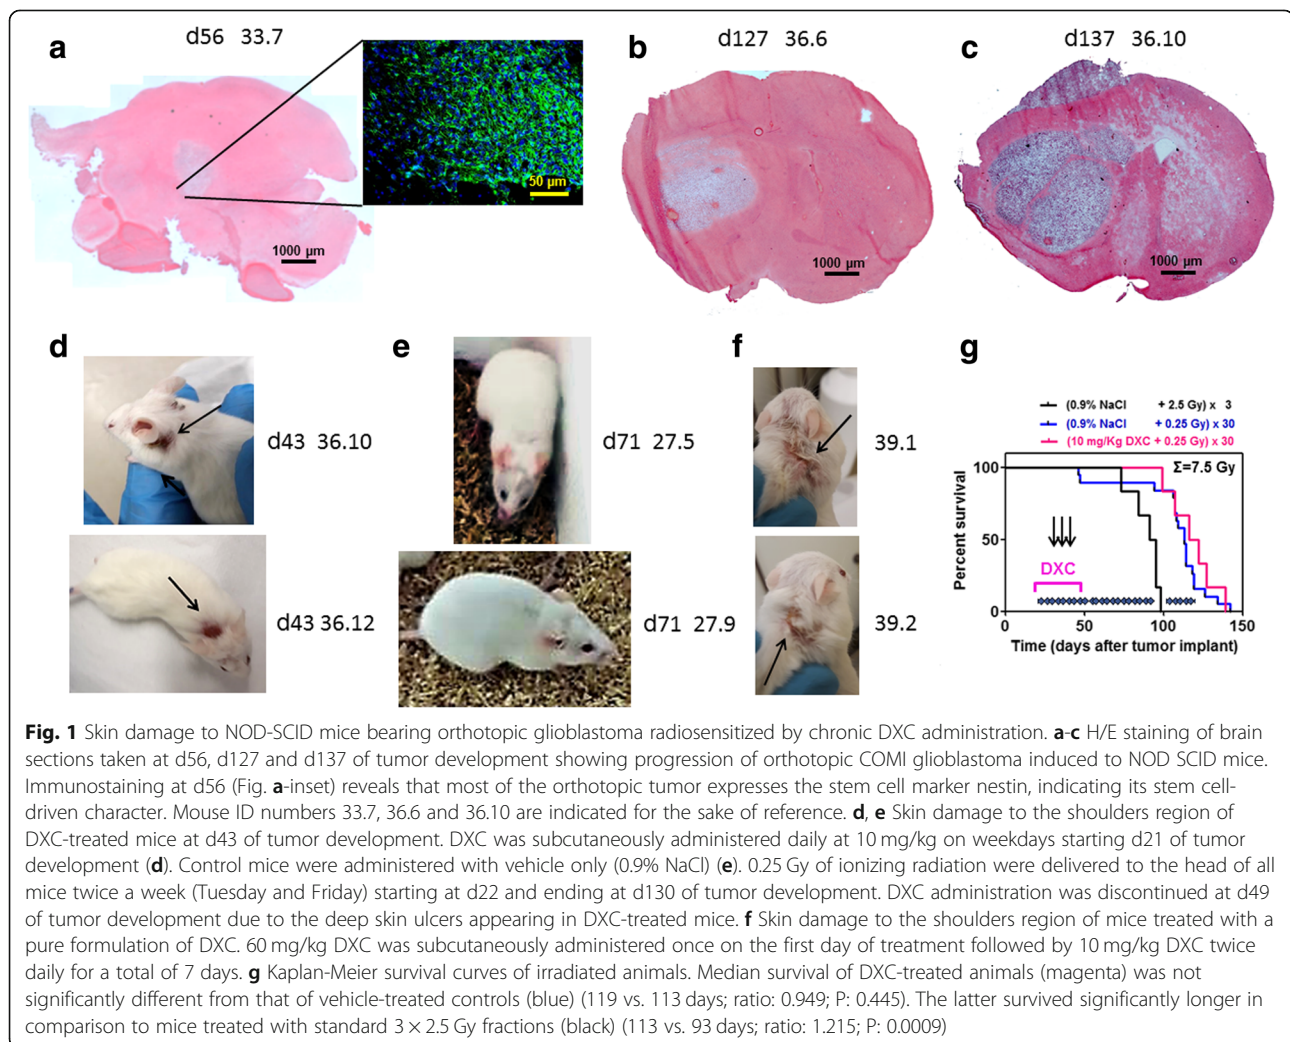 a
d56 33.7
50 µm
1000 µm
b
d127 36.6
1000 µm
c
d137 36.10
1000 µm
d
d43 36.10
d43 36.12
e
d71 27.5
d71 27.9
f
39.1
39.2
g
(0.9% NaCl + 2.5 Gy) x 3
(0.9% NaCl + 0.25 Gy) x 30
(10 mg/Kg DXC + 0.25 Gy) x 30
Σ=7.5 Gy
Percent survival
100
50
0
DXC
0 50 100 150
Time (days after tumor implant)
Fig. 1 Skin damage to NOD-SCID mice bearing orthotopic glioblastoma radiosensitized by chronic DXC administration. a-c H/E staining of brain
sections taken at d56, d127 and d137 of tumor development showing progression of orthotopic COMI glioblastoma induced to NOD SCID mice.
Immunostaining at d56 (Fig. a-inset) reveals that most of the orthotopic tumor expresses the stem cell marker nestin, indicating its stem cell-
driven character. Mouse ID numbers 33.7, 36.6 and 36.10 are indicated for the sake of reference. d, e Skin damage to the shoulders region of
DXC-treated mice at d43 of tumor development. DXC was subcutaneously administered daily at 10 mg/kg on weekdays starting d21 of tumor
development (d). Control mice were administered with vehicle only (0.9% NaCl) (e). 0.25 Gy of ionizing radiation were delivered to the head of all
mice twice a week (Tuesday and Friday) starting at d22 and ending at d130 of tumor development. DXC administration was discontinued at d49
of tumor development due to the deep skin ulcers appearing in DXC-treated mice. f Skin damage to the shoulders region of mice treated with a
pure formulation of DXC. 60 mg/kg DXC was subcutaneously administered once on the first day of treatment followed by 10 mg/kg DXC twice
daily for a total of 7 days. g Kaplan-Meier survival curves of irradiated animals. Median survival of DXC-treated animals (magenta) was not
significantly different from that of vehicle-treated controls (blue) (119 vs. 113 days; ratio: 0.949; P: 0.445). The latter survived significantly longer in
comparison to mice treated with standard 3 × 2.5 Gy fractions (black) (113 vs. 93 days; ratio: 1.215; P: 0.0009)